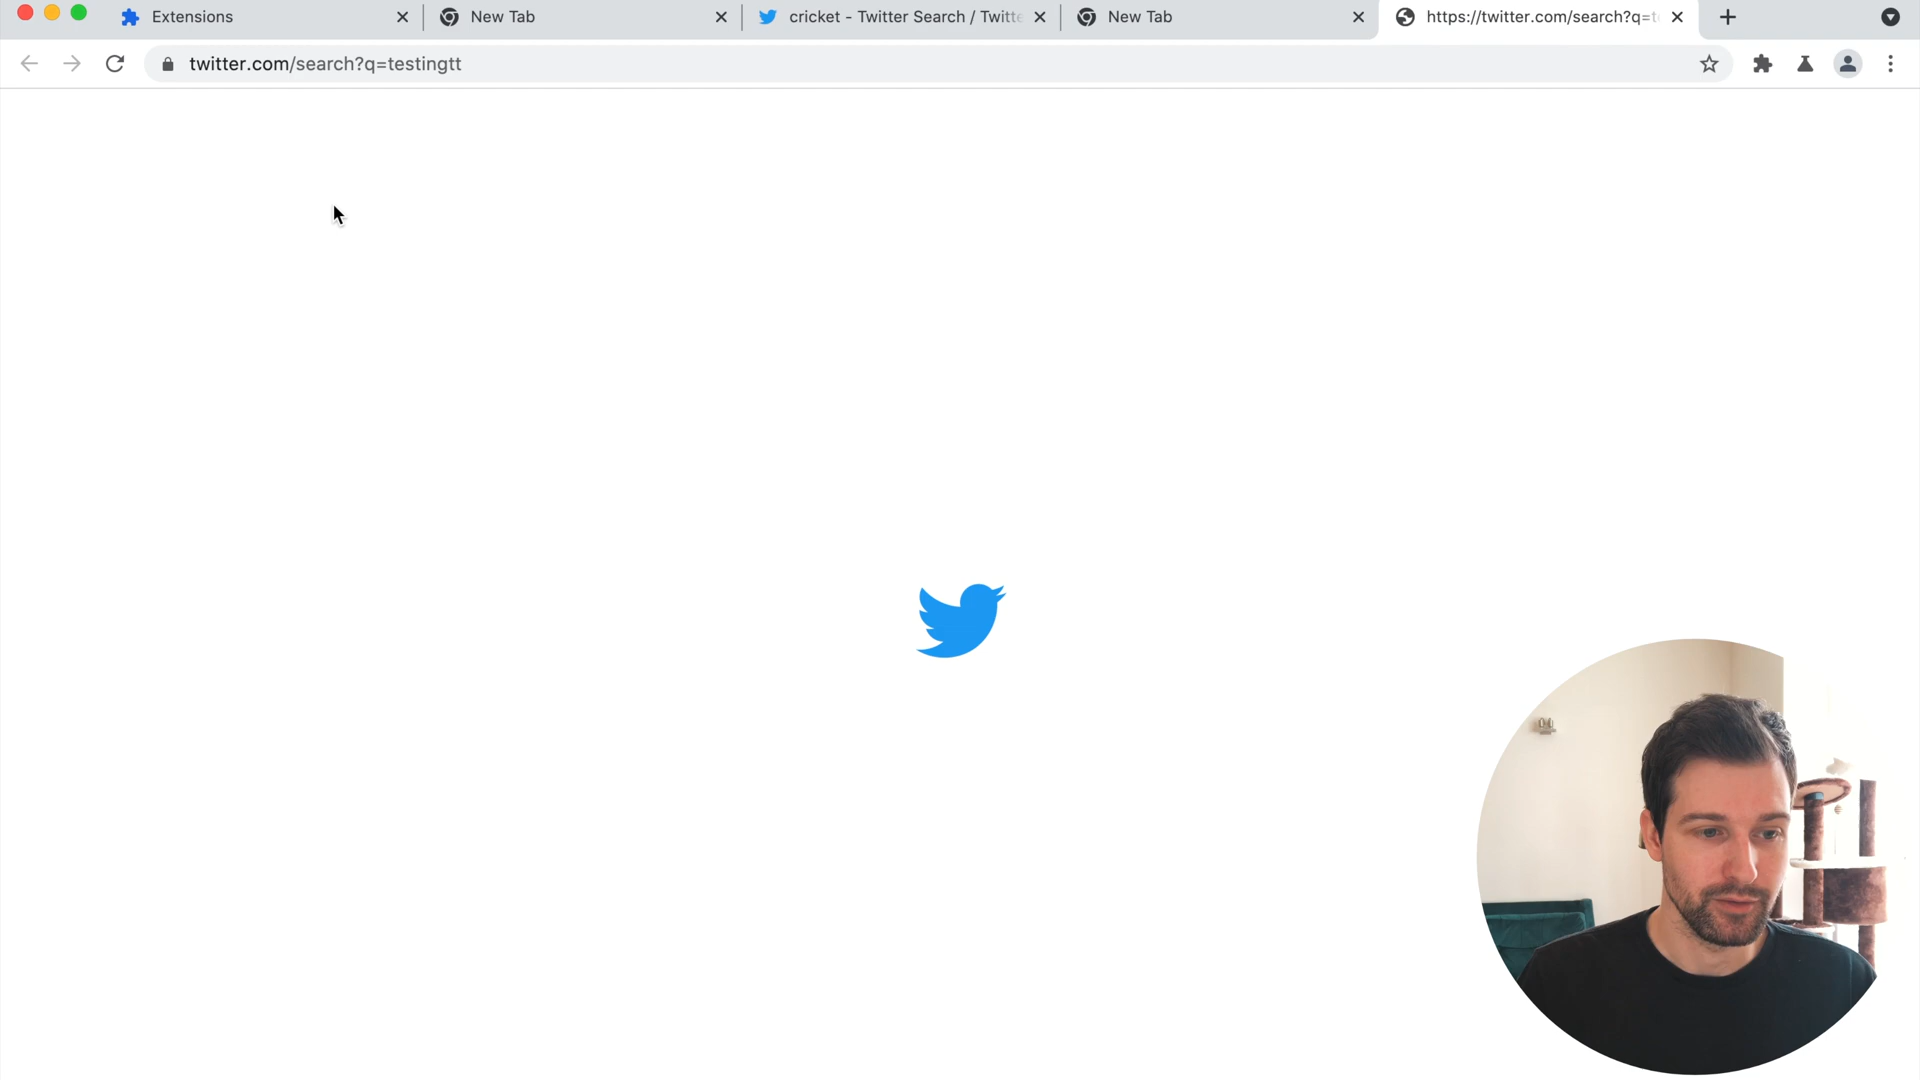 Extensions
New Tab
cricket - Twitter Search / Twitte
New Tab
https://twitter.com/search?q=t
twitter.com/search?q=testingtt